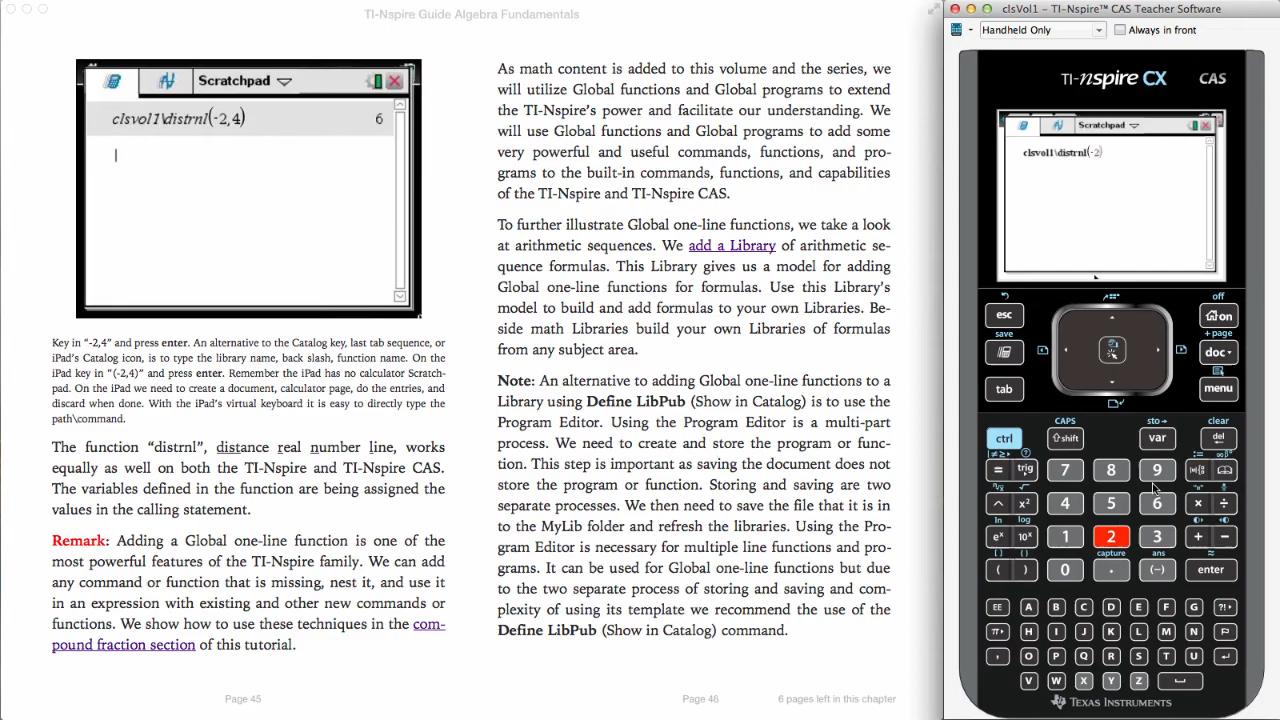 TI-Nspire Guide Algebra Fundamentals
Scratchpad
clsvol1\distrnl(-2,4) 6
Key in “-2,4” and press enter. An alternative to the Catalog key, last tab sequence, or
iPad's Catalog icon, is to type the library name, back slash, function name. On the
iPad key in “(-2,4)” and press enter. Remember the iPad has no calculator Scratch-
pad. On the iPad we need to create a document, calculator page, do the entries, and
discard when done. With the iPad's virtual keyboard it is easy to directly type the
path\command.
The function “distrnl”, distance real number line, works
equally as well on both the TI-Nspire and TI-Nspire CAS.
The variables defined in the function are being assigned the
values in the calling statement.
Remark: Adding a Global one-line function is one of the
most powerful features of the TI-Nspire family. We can add
any command or function that is missing, nest it, and use it
in an expression with existing and other new commands or
functions. We show how to use these techniques in the com-
pound fraction section of this tutorial.
Page 45
As math content is added to this volume and the series, we
will utilize Global functions and Global programs to extend
the TI-Nspire's power and facilitate our understanding. We
will use Global functions and Global programs to add some
very powerful and useful commands, functions, and pro-
grams to the built-in commands, functions, and capabilities
of the TI-Nspire and TI-Nspire CAS.
To further illustrate Global one-line functions, we take a look
at arithmetic sequences. We add a Library of arithmetic se-
quence formulas. This Library gives us a model for adding
Global one-line functions for formulas. Use this Library's
model to build and add formulas to your own Libraries. Be-
side math Libraries build your own Libraries of formulas
from any subject area.
Note: An alternative to adding Global one-line functions to a
Library using Define LibPub (Show in Catalog) is to use the
Program Editor. Using the Program Editor is a multi-part
process. We need to create and store the program or func-
tion. This step is important as saving the document does not
store the program or function. Storing and saving are two
separate processes. We then need to save the file that it is in
to the MyLib folder and refresh the libraries. Using the Pro-
gram Editor is necessary for multiple line functions and pro-
grams. It can be used for Global one-line functions but due
to the two separate process of storing and saving and com-
plexity of using its template we recommend the use of the
Define LibPub (Show in Catalog) command.
Page 46
6 pages left in this chapter
clsVol1 – TI-Nspire™ CAS Teacher Software
Handheld Only
Always in front
TI-nspire CX CAS
Scratchpad
clsvol1\distrnl(-2)
off
esc on
save + page
doc
tab menu
CAPS sto→ clear
ctrl shift var del
= trig 7 8 9
^ x² 4 5 6 × ÷
ln log
eˣ 10ˣ 1 2 3 + −
[ ] { } capture ans ≈
( ) 0 . (−) enter
EE A B C D E F G ?!
π H I J K L M N
, O P Q R S T U
V W X Y Z
TEXAS INSTRUMENTS